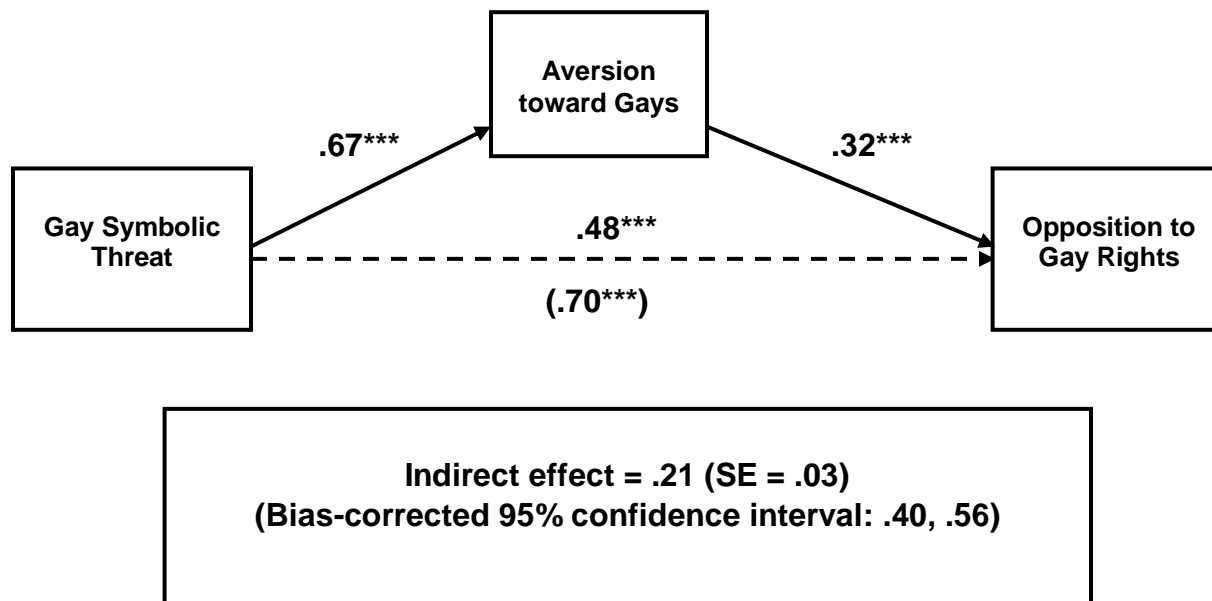 Aversion
toward Gays
.67***
.32***
Gay Symbolic
Threat
.48***
Opposition to
Gay Rights
(.70***)
Indirect effect = .21 (SE = .03)
(Bias-corrected 95% confidence interval: .40, .56)